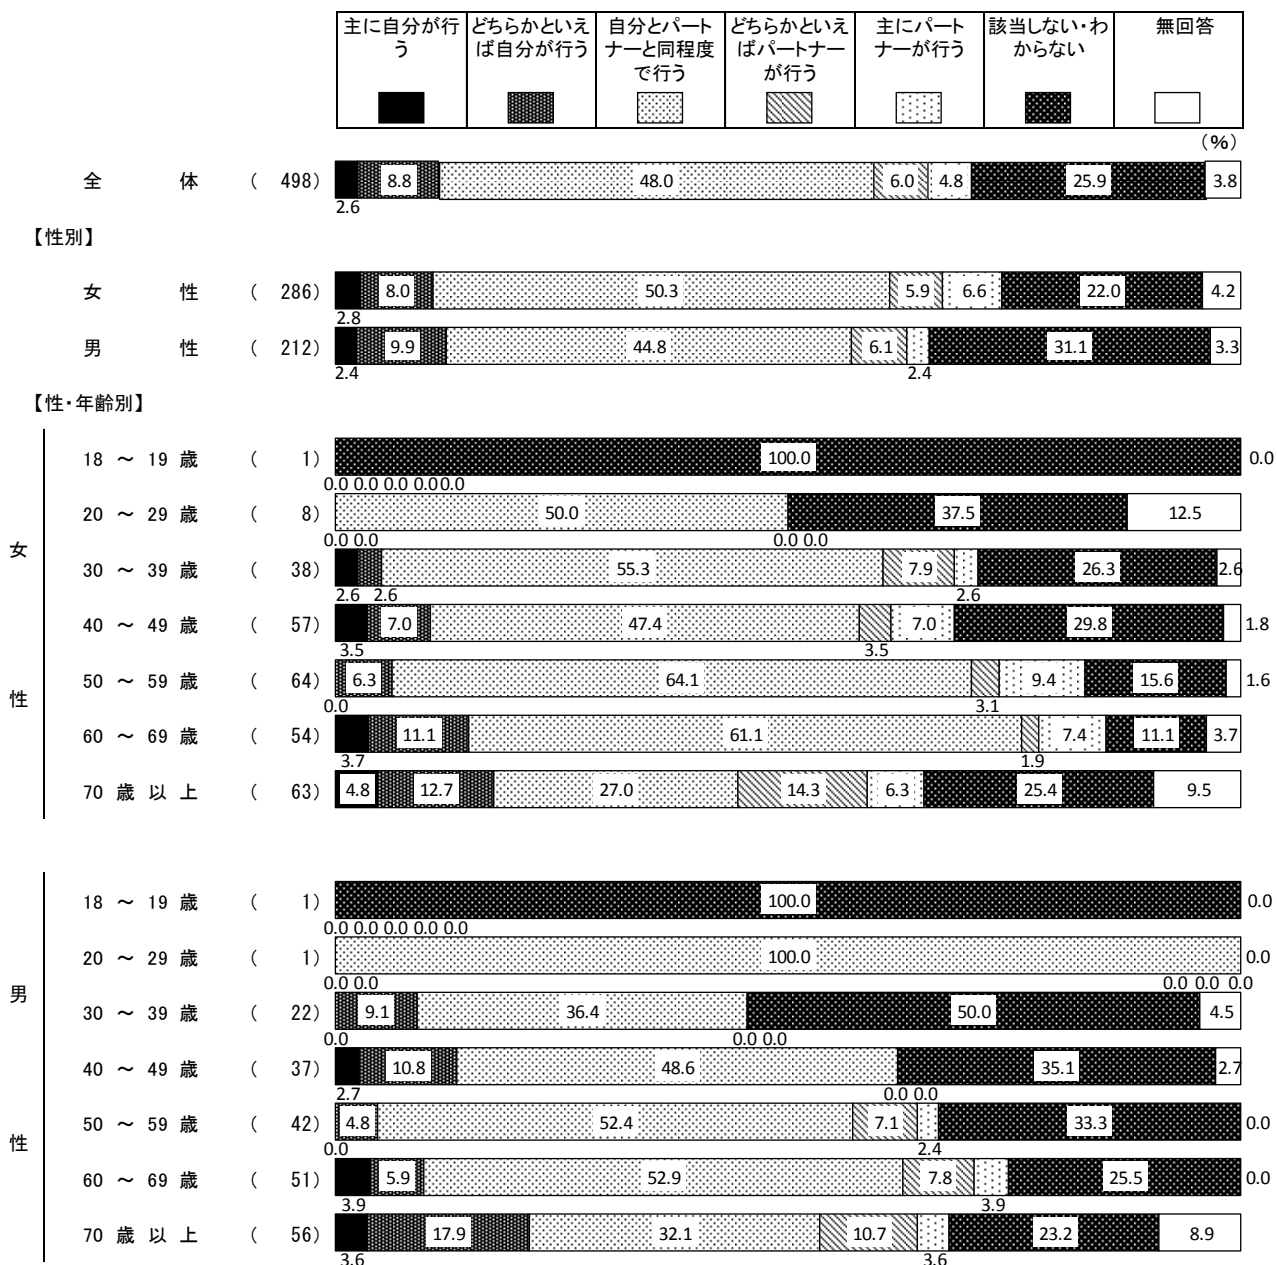 主に自分が行う
どちらかといえば自分が行う
自分とパートナーと同程度で行う
どちらかといえばパートナーが行う
主にパートナーが行う
該当しない・わからない
無回答
(%)
全 体 ( 498) 8.8 48.0 6.0 4.8 25.9 3.8
2.6
【性別】
女 性 ( 286) 8.0 50.3 5.9 6.6 22.0 4.2
2.8
男 性 ( 212) 9.9 44.8 6.1 31.1 3.3
2.4 2.4
【性・年齢別】
女性
18 ～ 19 歳 ( 1) 100.0 0.0
0.0 0.0 0.0 0.0 0.0
20 ～ 29 歳 ( 8) 50.0 37.5 12.5
0.0 0.0 0.0 0.0
30 ～ 39 歳 ( 38) 55.3 7.9 26.3 2.6
2.6 2.6 2.6
40 ～ 49 歳 ( 57) 7.0 47.4 7.0 29.8 1.8
3.5 3.5
50 ～ 59 歳 ( 64) 6.3 64.1 9.4 15.6 1.6
0.0 3.1
60 ～ 69 歳 ( 54) 11.1 61.1 7.4 11.1 3.7
3.7 1.9
70 歳 以 上 ( 63) 4.8 12.7 27.0 14.3 6.3 25.4 9.5
男性
18 ～ 19 歳 ( 1) 100.0 0.0
0.0 0.0 0.0 0.0 0.0
20 ～ 29 歳 ( 1) 100.0 0.0
0.0 0.0 0.0 0.0 0.0
30 ～ 39 歳 ( 22) 9.1 36.4 50.0 4.5
0.0 0.0 0.0
40 ～ 49 歳 ( 37) 10.8 48.6 35.1 2.7
2.7 0.0 0.0
50 ～ 59 歳 ( 42) 4.8 52.4 7.1 33.3 0.0
0.0 2.4
60 ～ 69 歳 ( 51) 5.9 52.9 7.8 25.5 0.0
3.9 3.9
70 歳 以 上 ( 56) 17.9 32.1 10.7 23.2 8.9
3.6 3.6